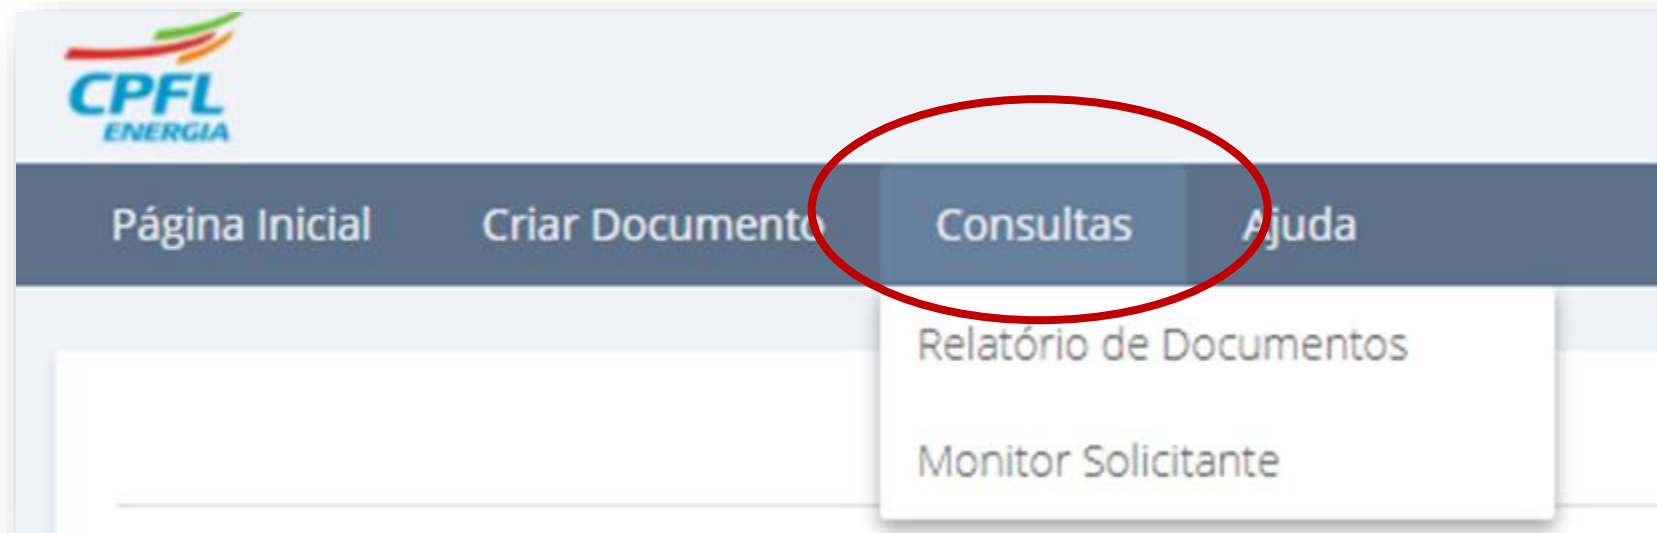 CPFL
ENERGIA
Página Inicial Criar Documento Consultas Ajuda
Relatório de Documentos
Monitor Solicitante